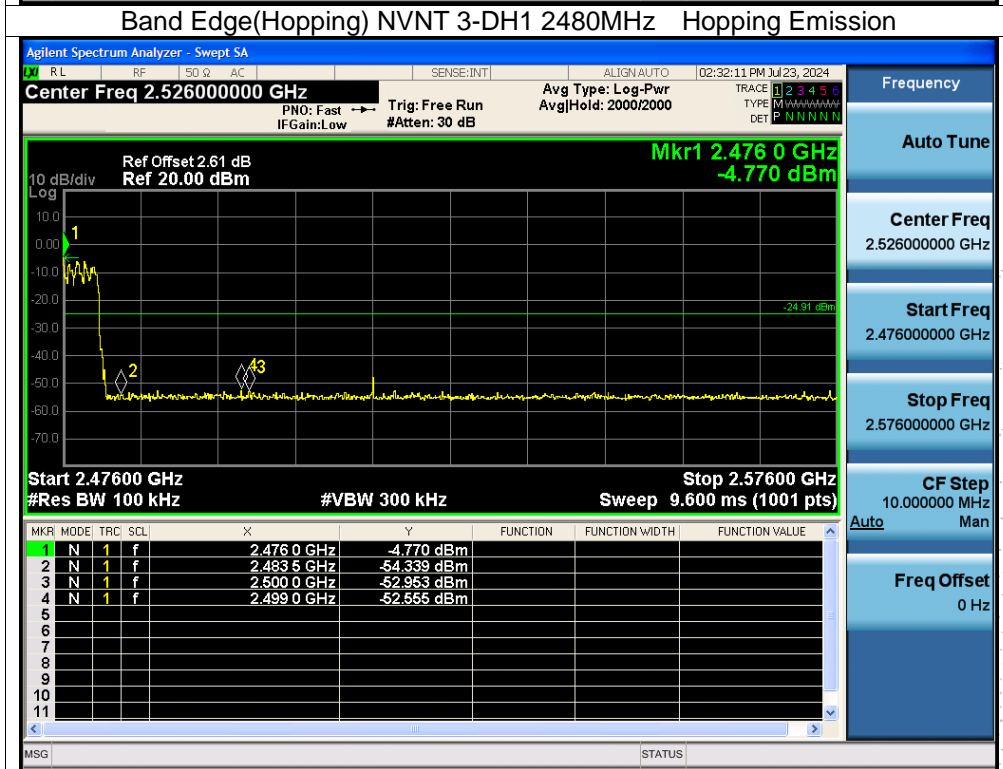 Band Edge(Hopping) NVNT 3-DH1 2480MHz Hopping Emission
Agilent Spectrum Analyzer - Swept SA
LXI RL RF 50 Ω AC SENSE:INT ALIGN AUTO 02:32:11 PM Jul 23, 2024
Center Freq 2.526000000 GHz
PNO: Fast
IFGain:Low
Trig: Free Run
#Atten: 30 dB
Avg Type: Log-Pwr
Avg|Hold: 2000/2000
TRACE 1 2 3 4 5 6
TYPE M
DET P N N N N N
Mkr1 2.476 0 GHz
-4.770 dBm
Ref Offset 2.61 dB
10 dB/div Ref 20.00 dBm
Log
10.0
0.00
-10.0
-20.0
-30.0
-40.0
-50.0
-60.0
-70.0
1
2
43
-24.91 dBm
Start 2.47600 GHz Stop 2.57600 GHz
#Res BW 100 kHz #VBW 300 kHz Sweep 9.600 ms (1001 pts)
MKR MODE TRC SCL X Y FUNCTION FUNCTION WIDTH FUNCTION VALUE
1 N 1 f 2.476 0 GHz -4.770 dBm
2 N 1 f 2.483 5 GHz -54.339 dBm
3 N 1 f 2.500 0 GHz -52.953 dBm
4 N 1 f 2.499 0 GHz -52.555 dBm
5
6
7
8
9
10
11
MSG STATUS
Frequency
Auto Tune
Center Freq
2.526000000 GHz
Start Freq
2.476000000 GHz
Stop Freq
2.576000000 GHz
CF Step
10.000000 MHz
Auto Man
Freq Offset
0 Hz